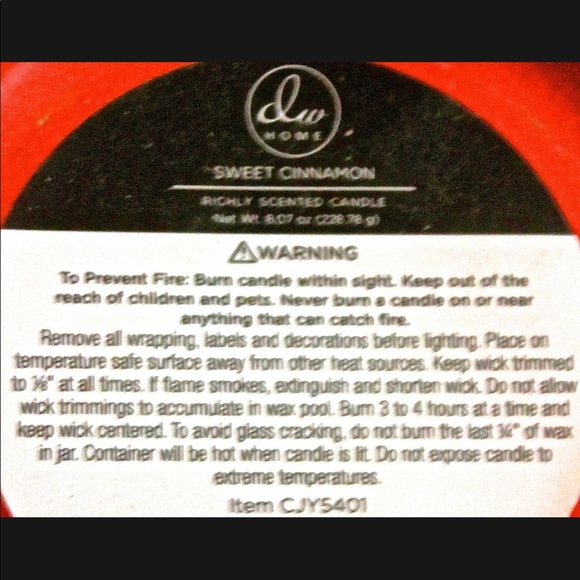 dw
HOME
SWEET CINNAMON
RICHLY SCENTED CANDLE
Net Wt. 8.07 oz (228.78 g)
WARNING
To Prevent Fire: Burn candle within sight. Keep out of the
reach of children and pets. Never burn a candle on or near
anything that can catch fire.
Remove all wrapping, labels and decorations before lighting. Place on
temperature safe surface away from other heat sources. Keep wick trimmed
to ⅛" at all times. If flame smokes, extinguish and shorten wick. Do not allow
wick trimmings to accumulate in wax pool. Burn 3 to 4 hours at a time and
keep wick centered. To avoid glass cracking, do not burn the last ¾" of wax
in jar. Container will be hot when candle is lit. Do not expose candle to
extreme temperatures.
Item CJY5401